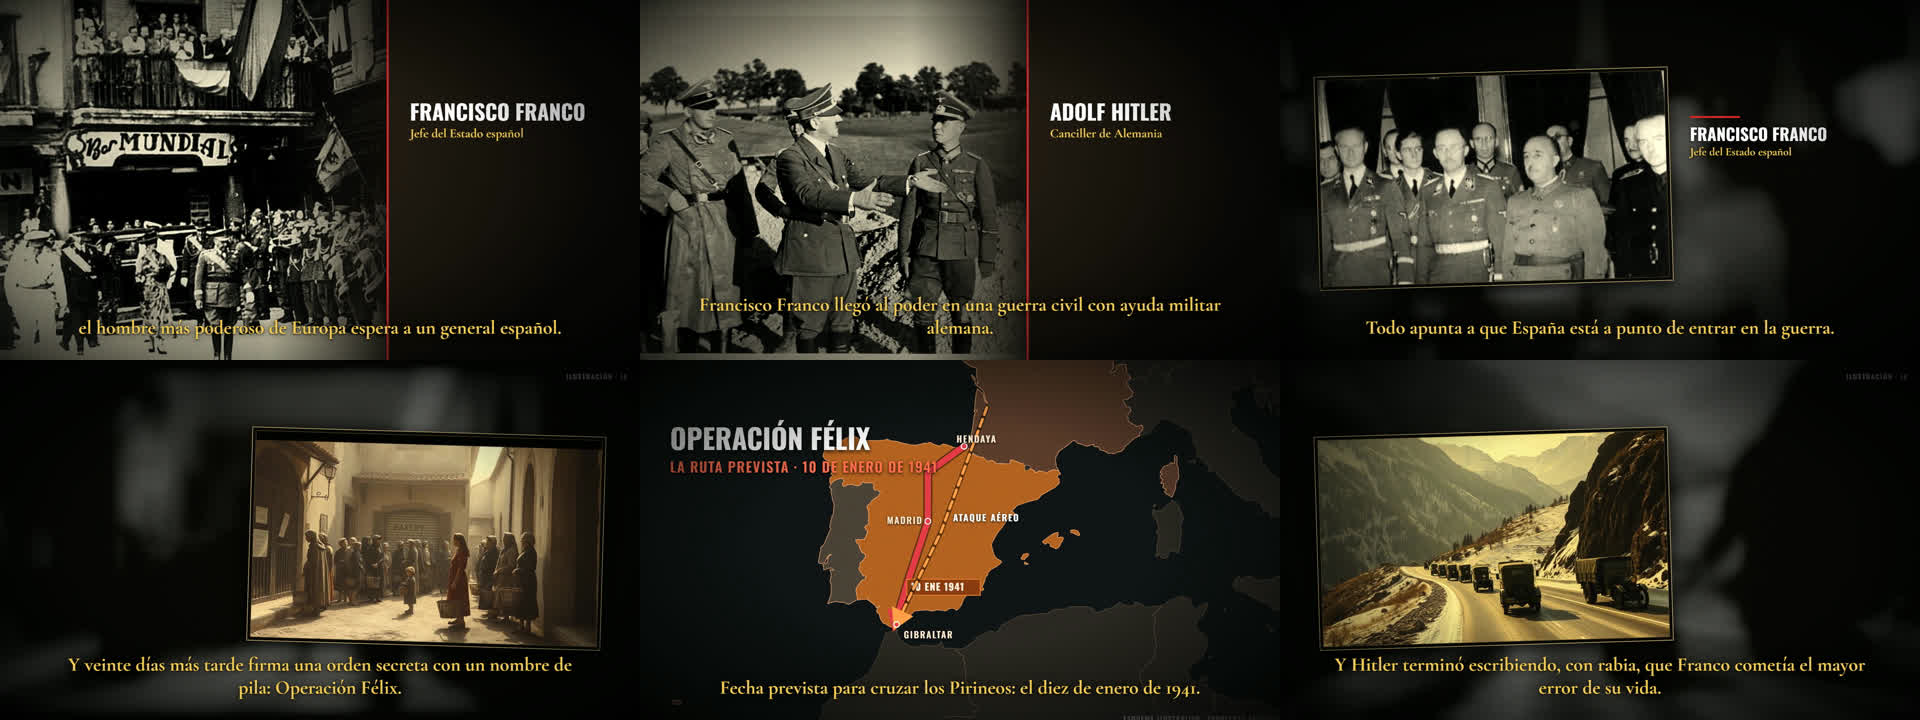 Bar MUNDIAL
FRANCISCO FRANCO
Jefe del Estado español
el hombre más poderoso de Europa espera a un general español.
ADOLF HITLER
Canciller de Alemania
Francisco Franco llegó al poder en una guerra civil con ayuda militar
alemana.
FRANCISCO FRANCO
Jefe del Estado español
Todo apunta a que España está a punto de entrar en la guerra.
ILUSTRACIÓN · IA
BAKERY
Y veinte días más tarde firma una orden secreta con un nombre de
pila: Operación Félix.
OPERACIÓN FÉLIX
LA RUTA PREVISTA · 10 DE ENERO DE 1941
HENDAYA
MADRID
ATAQUE AÉREO
10 ENE 1941
GIBRALTAR
Fecha prevista para cruzar los Pirineos: el diez de enero de 1941.
ILUSTRACIÓN · IA
Y Hitler terminó escribiendo, con rabia, que Franco cometía el mayor
error de su vida.